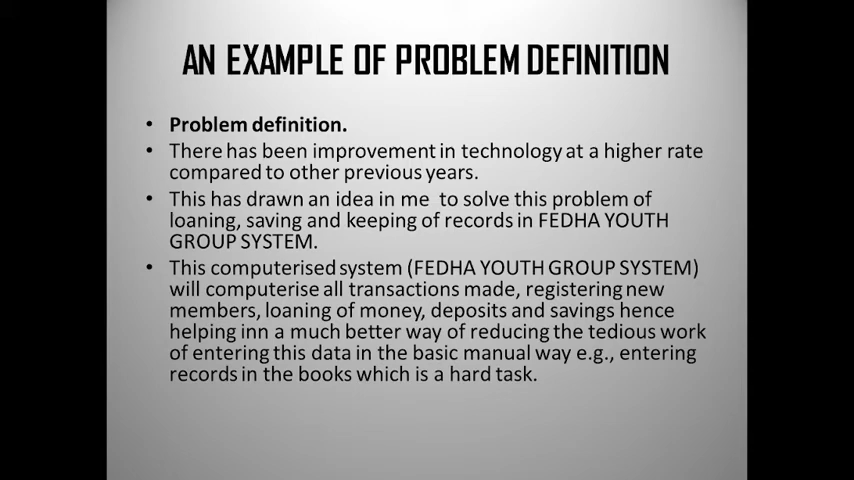 AN EXAMPLE OF PROBLEM DEFINITION
• Problem definition.
• There has been improvement in technology at a higher rate
compared to other previous years.
• This has drawn an idea in me  to solve this problem of
loaning, saving and keeping of records in FEDHA YOUTH
GROUP SYSTEM.
• This computerised system (FEDHA YOUTH GROUP SYSTEM)
will computerise all transactions made, registering new
members, loaning of money, deposits and savings hence
helping inn a much better way of reducing the tedious work
of entering this data in the basic manual way e.g., entering
records in the books which is a hard task.